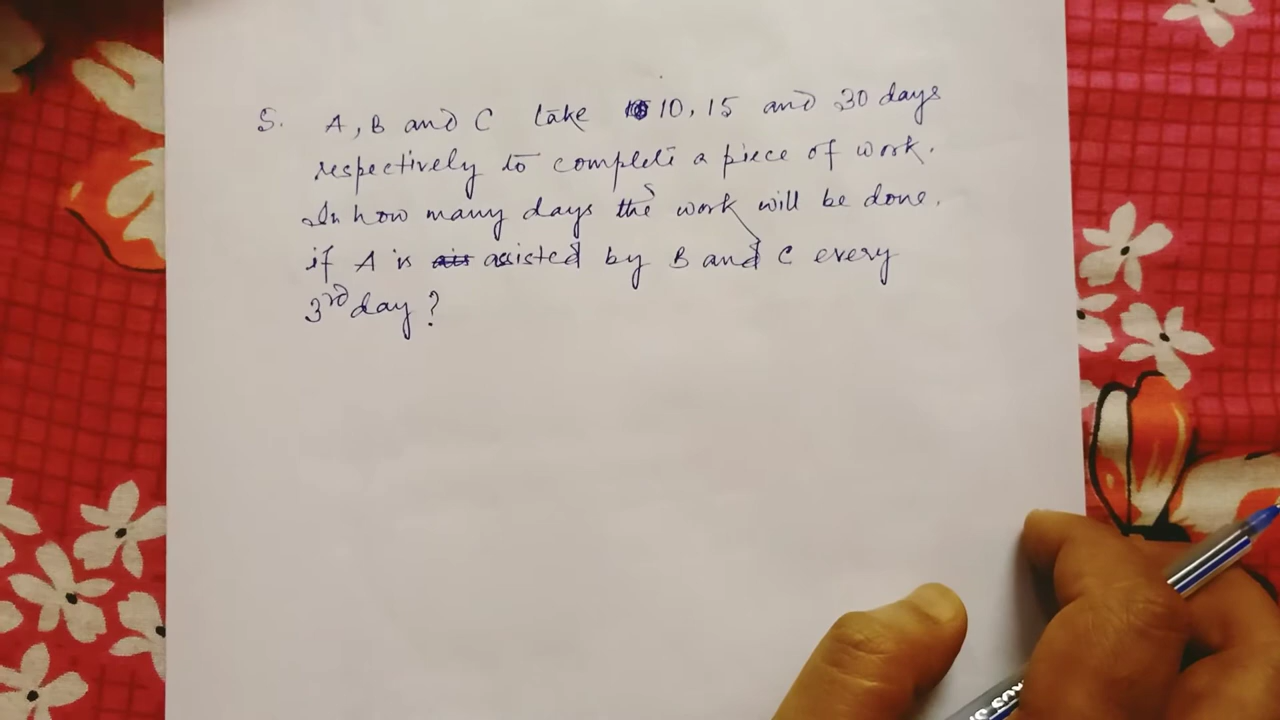 5. A, B and C take 10, 15 and 30 days
respectively to complete a piece of work.
In how many days the work will be done,
if A is assisted by B and C every
3rd day?